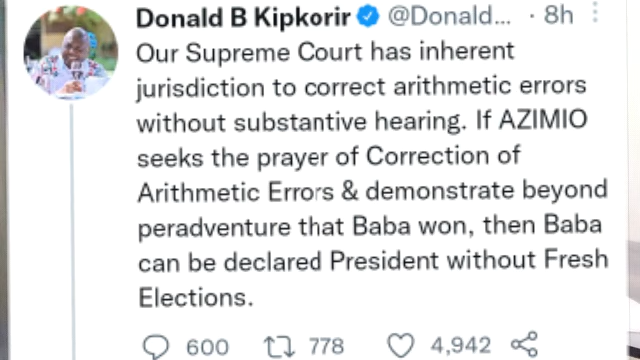 Donald B Kipkorir @Donald... · 8h
Our Supreme Court has inherent
jurisdiction to correct arithmetic errors
without substantive hearing. If AZIMIO
seeks the prayer of Correction of
Arithmetic Errors & demonstrate beyond
peradventure that Baba won, then Baba
can be declared President without Fresh
Elections.
600 778 4,942